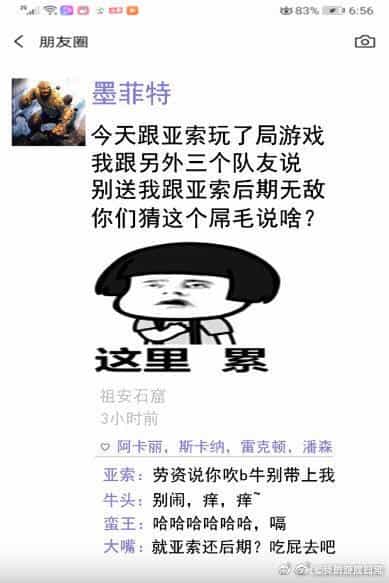 83% 6:56
朋友圈
墨菲特
今天跟亚索玩了局游戏
我跟另外三个队友说
别送我跟亚索后期无敌
你们猜这个屌毛说啥？
这里 累
祖安石窟
3小时前
阿卡丽，斯卡纳，雷克顿，潘森
亚索：劳资说你吹b牛别带上我
牛头：别闹，痒，痒~
蛮王：哈哈哈哈哈哈，嗝
大嘴：就亚索还后期？吃屁去吧